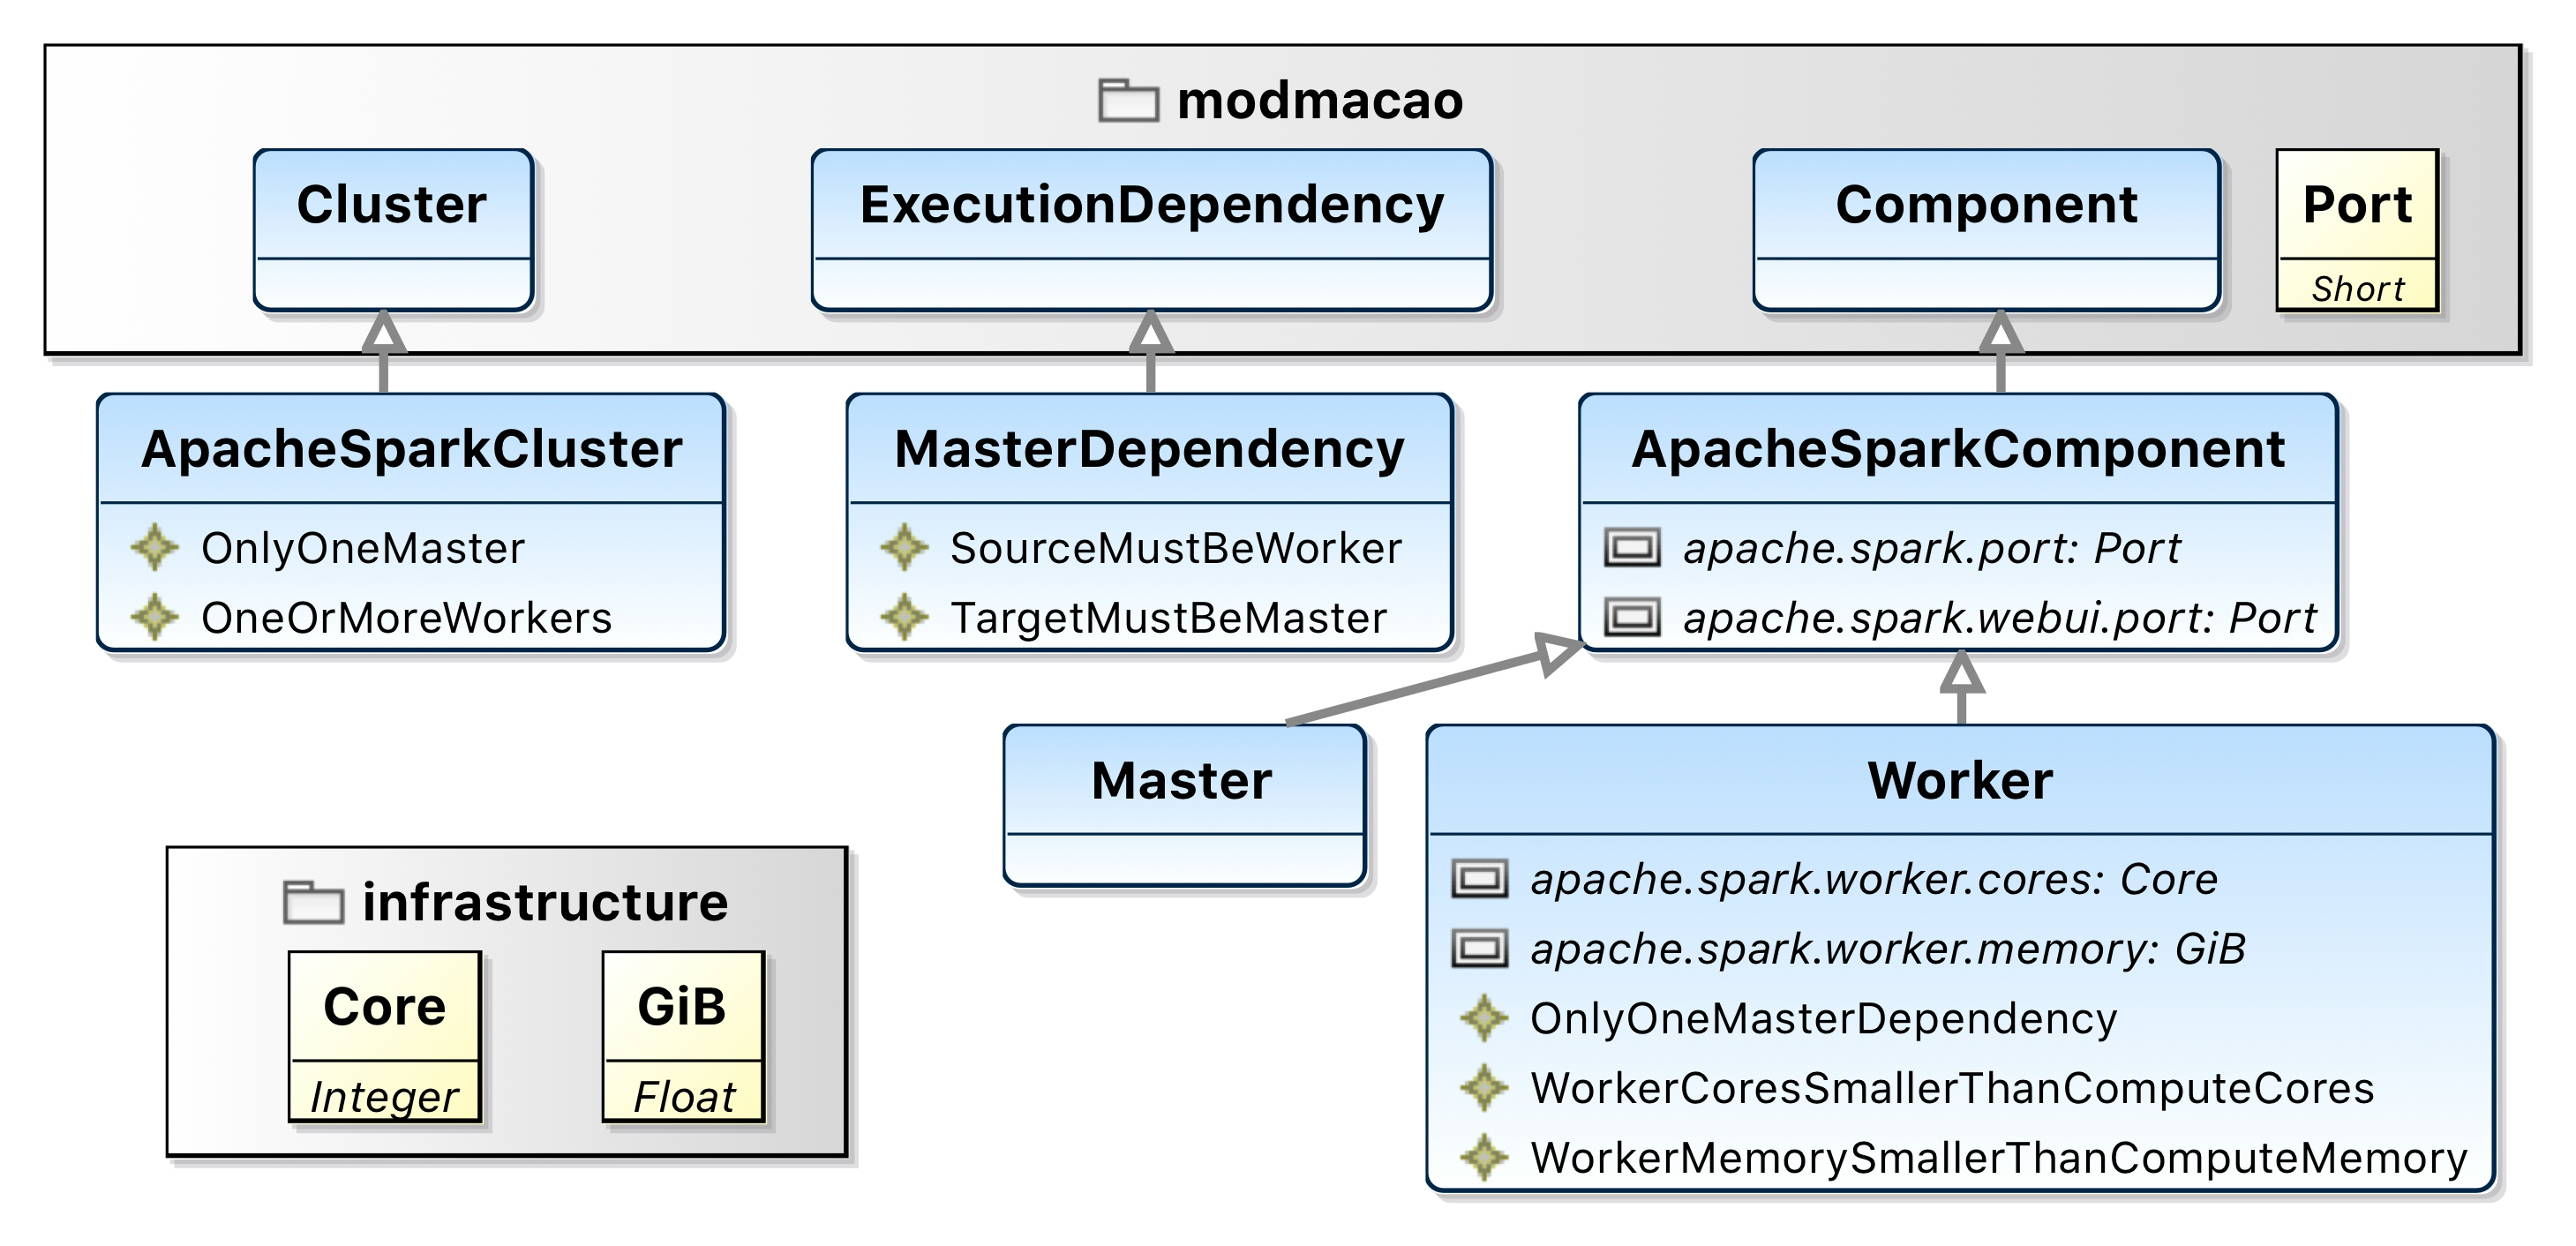 modmacao
Cluster
ExecutionDependency
Component
Port
Short
ApacheSparkCluster
OnlyOneMaster
OneOrMoreWorkers
MasterDependency
SourceMustBeWorker
TargetMustBeMaster
ApacheSparkComponent
apache.spark.port: Port
apache.spark.webui.port: Port
Master
Worker
apache.spark.worker.cores: Core
apache.spark.worker.memory: GiB
OnlyOneMasterDependency
WorkerCoresSmallerThanComputeCores
WorkerMemorySmallerThanComputeMemory
infrastructure
Core
Integer
GiB
Float